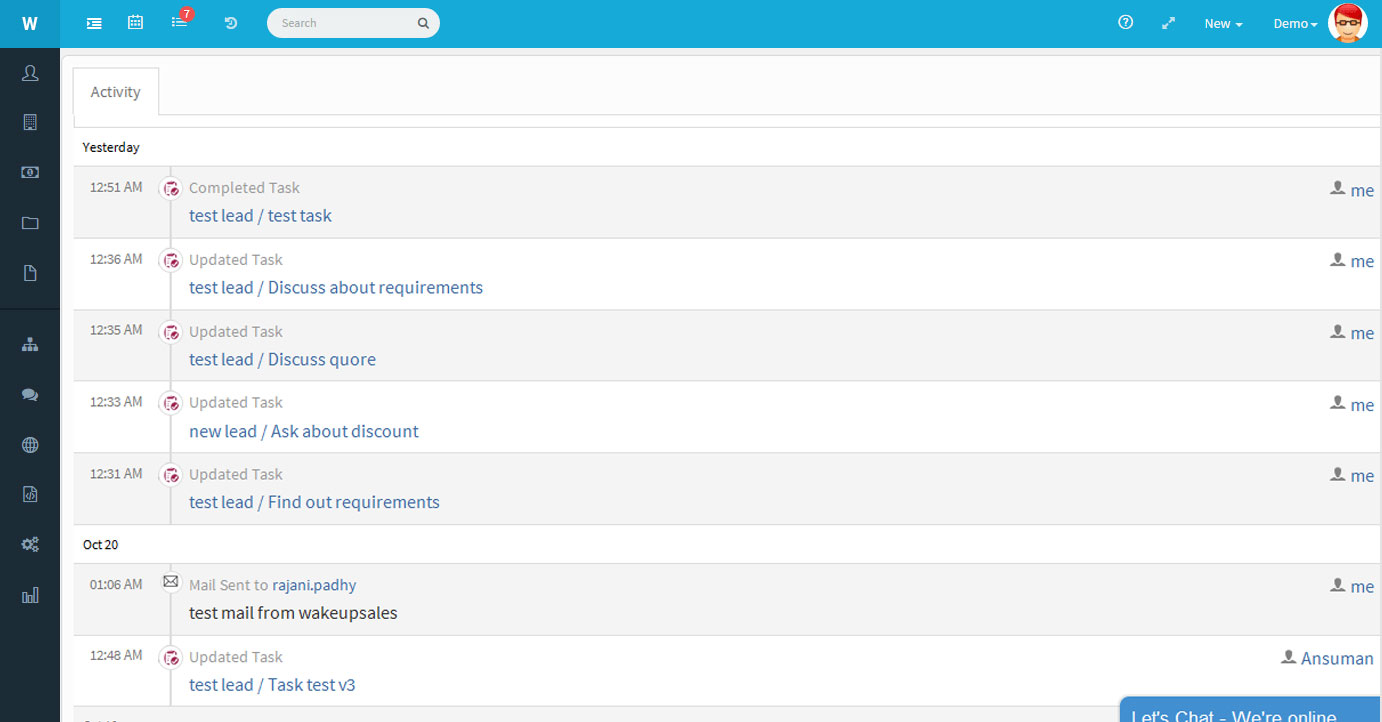 W
7
Search
New
Demo
Activity
Yesterday
12:51 AM
Completed Task
me
test lead / test task
12:36 AM
Updated Task
me
test lead / Discuss about requirements
12:35 AM
Updated Task
me
test lead / Discuss quore
12:33 AM
Updated Task
me
new lead / Ask about discount
12:31 AM
Updated Task
me
test lead / Find out requirements
Oct 20
01:06 AM
Mail Sent to rajani.padhy
me
test mail from wakeupsales
12:48 AM
Updated Task
Ansuman
test lead / Task test v3
Let's Chat - We're online